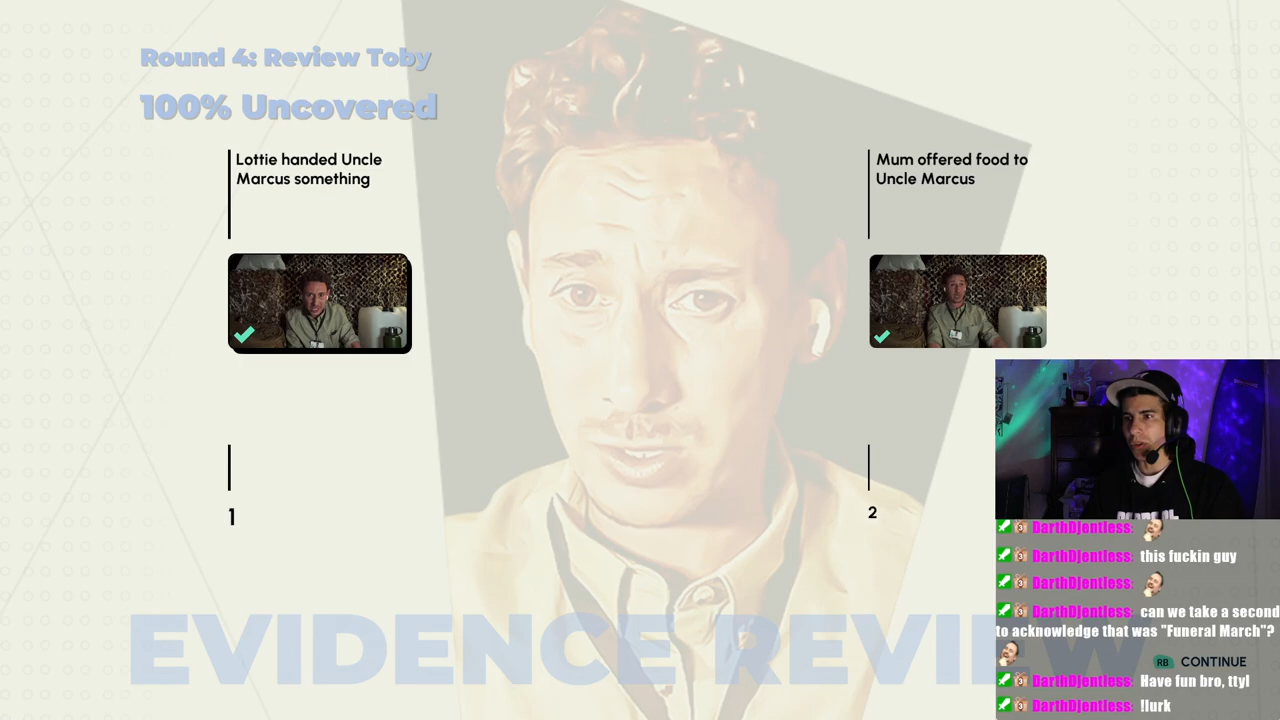 Round 4: Review Toby
100% Uncovered
Lottie handed Uncle
Marcus something
Mum offered food to
Uncle Marcus
1
2
EVIDENCE REVIEW
DarthDjentless:
DarthDjentless: this fuckin guy
DarthDjentless:
DarthDjentless: can we take a second
to acknowledge that was "Funeral March"?
RB CONTINUE
DarthDjentless: Have fun bro, ttyl
DarthDjentless: !lurk